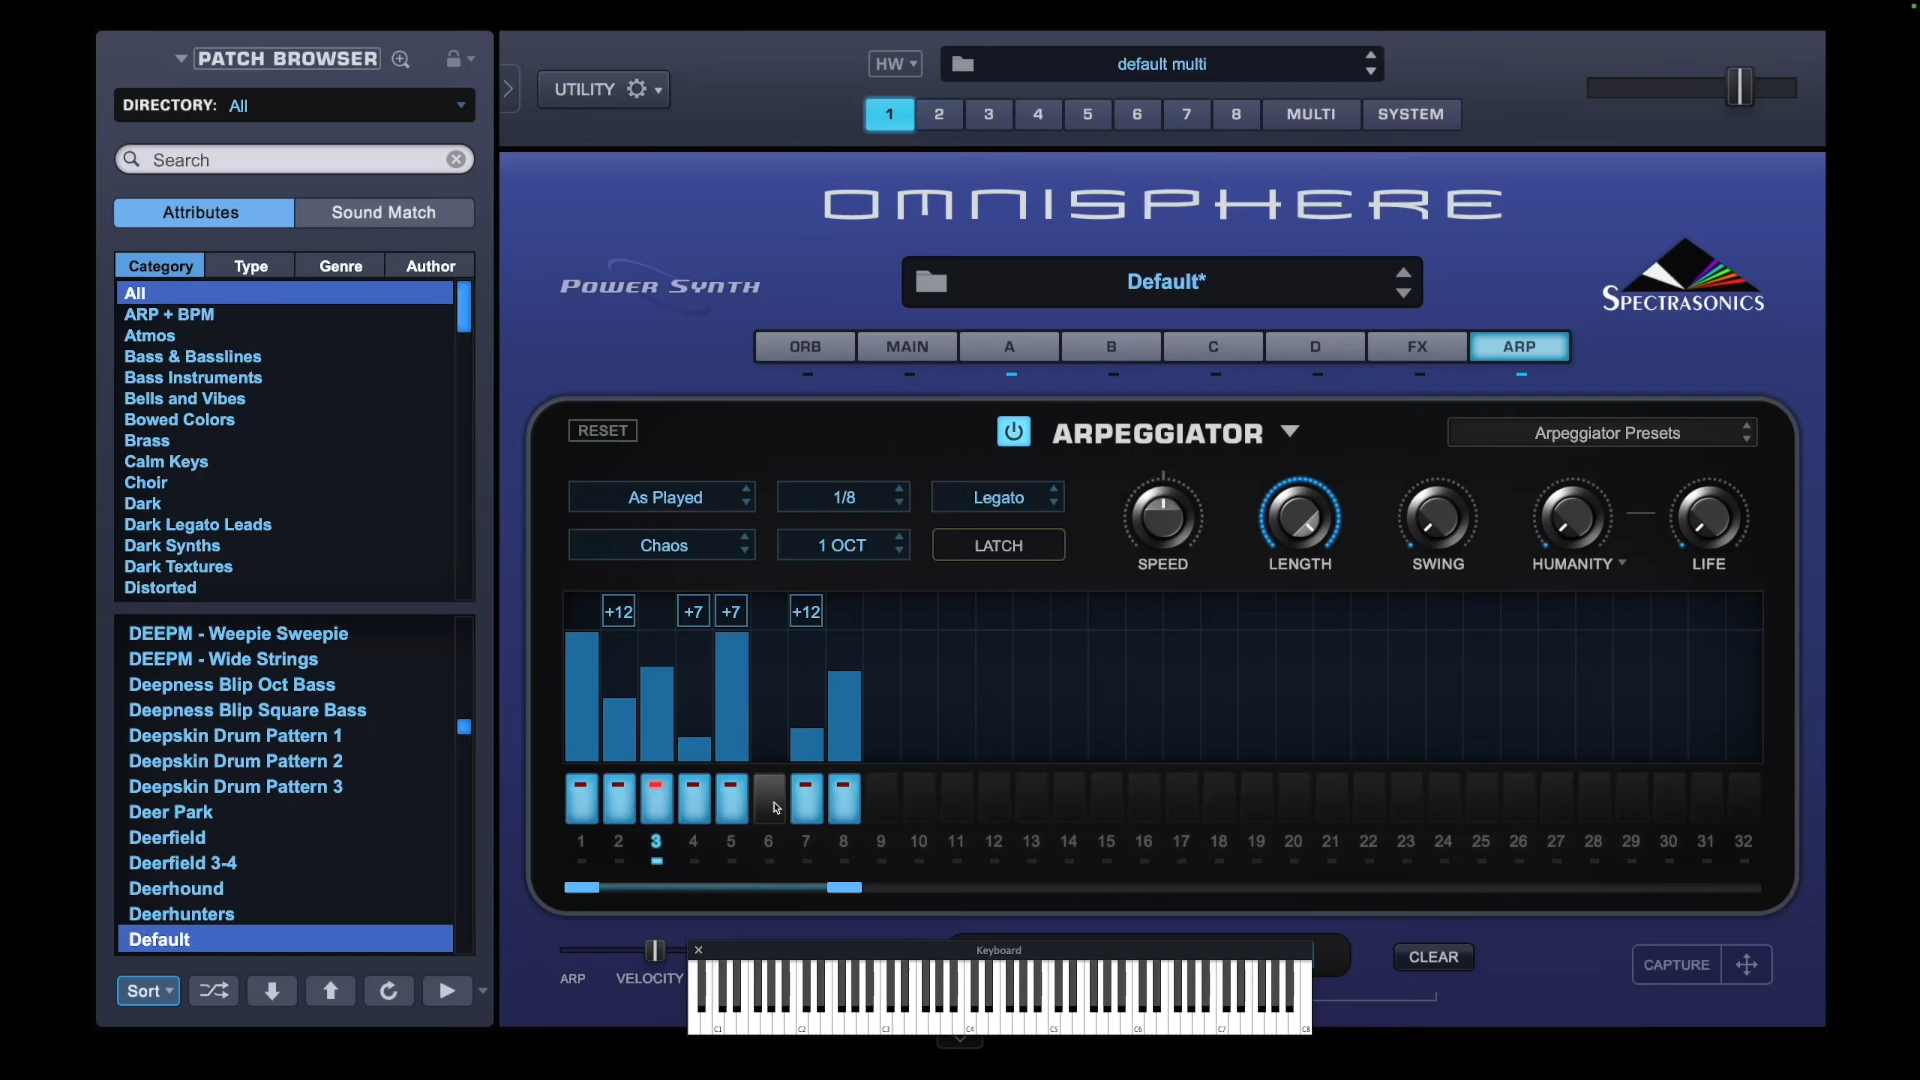 PATCH BROWSER
DIRECTORY: All
Search
Attributes Sound Match
Category Type Genre Author
All
ARP + BPM
Atmos
Bass & Basslines
Bass Instruments
Bells and Vibes
Bowed Colors
Brass
Calm Keys
Choir
Dark
Dark Legato Leads
Dark Synths
Dark Textures
Distorted
DEEPM - Weepie Sweepie
DEEPM - Wide Strings
Deepness Blip Oct Bass
Deepness Blip Square Bass
Deepskin Drum Pattern 1
Deepskin Drum Pattern 2
Deepskin Drum Pattern 3
Deer Park
Deerfield
Deerfield 3-4
Deerhound
Deerhunters
Default
Sort
UTILITY
HW
default multi
1 2 3 4 5 6 7 8 MULTI SYSTEM
OMNISPHERE
POWER SYNTH
Default*
SPECTRASONICS
ORB MAIN A B C D FX ARP
RESET
ARPEGGIATOR
Arpeggiator Presets
As Played 1/8 Legato
Chaos 1 OCT LATCH
SPEED LENGTH SWING HUMANITY LIFE
+12 +7 +7 +12
1 2 3 4 5 6 7 8 9 10 11 12 13 14 15 16 17 18 19 20 21 22 23 24 25 26 27 28 29 30 31 32
ARP VELOCITY
Keyboard
C1 C2 C3 C4 C5 C6 C7 C8
CLEAR
CAPTURE